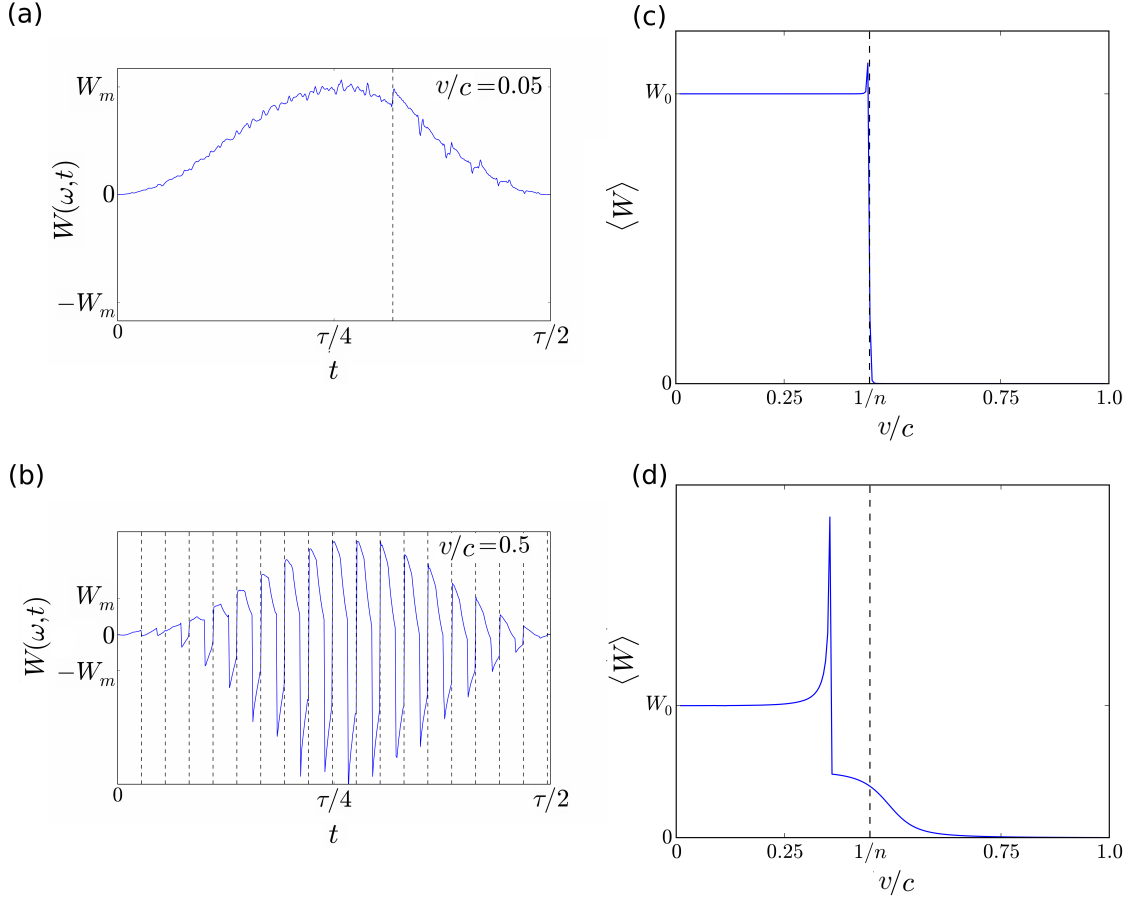 (a)
W(ω,t)
W_m
0
−W_m
v/c=0.05
0
τ/4
τ/2
t
(b)
W(ω,t)
W_m
0
−W_m
v/c=0.5
0
τ/4
τ/2
t
(c)
⟨W⟩
W_0
0
0
0.25
1/n
0.75
1.0
v/c
(d)
⟨W⟩
W_0
0
0
0.25
1/n
0.75
1.0
v/c